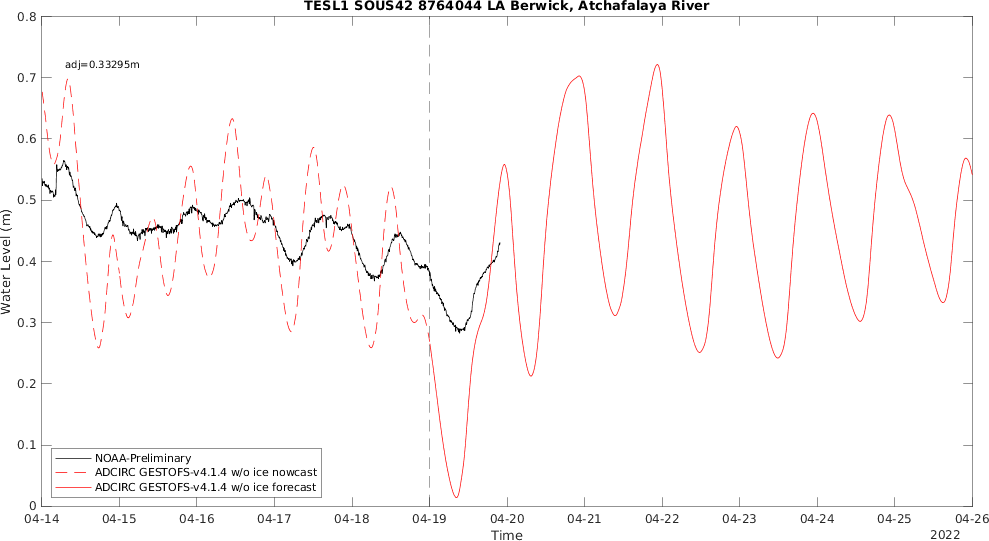 TESL1 SOUS42 8764044 LA Berwick, Atchafalaya River
adj=0.33295m
0.8
0.7
0.6
0.5
0.4
0.3
0.2
0.1
0
Water Level (m)
NOAA-Preliminary
ADCIRC GESTOFS-v4.1.4 w/o ice nowcast
ADCIRC GESTOFS-v4.1.4 w/o ice forecast
04-14 04-15 04-16 04-17 04-18 04-19 04-20 04-21 04-22 04-23 04-24 04-25 04-26
Time
2022